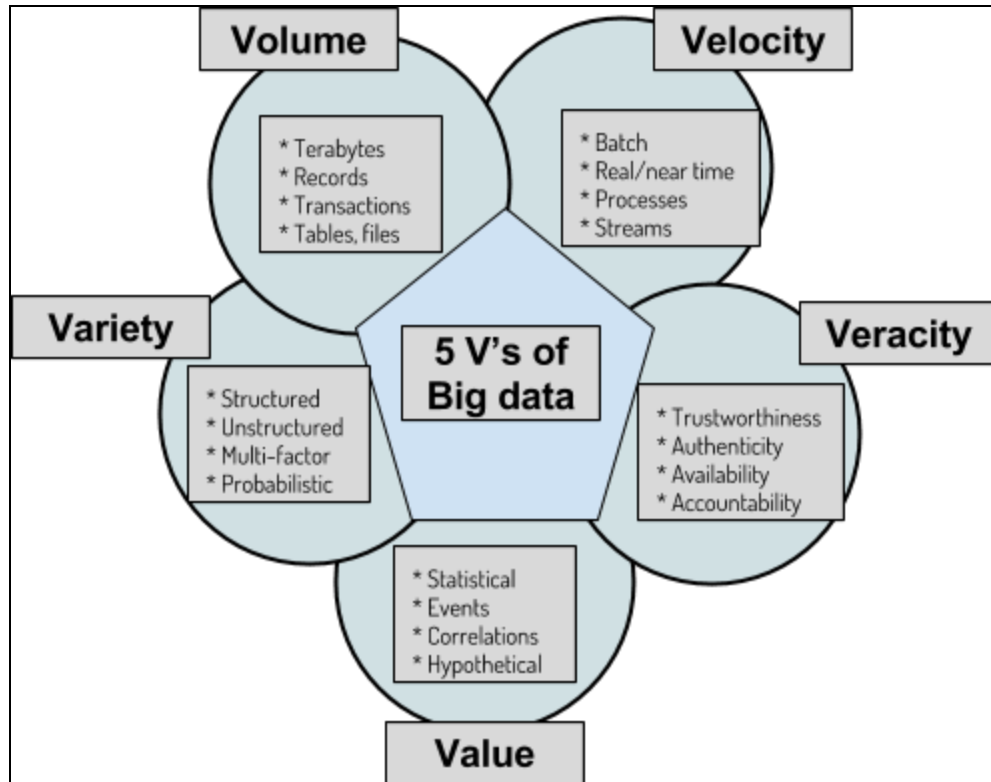 Volume
* Terabytes
* Records
* Transactions
* Tables, files
Velocity
* Batch
* Real/near time
* Processes
* Streams
Variety
* Structured
* Unstructured
* Multi-factor
* Probabilistic
5 V’s of
Big data
Veracity
* Trustworthiness
* Authenticity
* Availability
* Accountability
* Statistical
* Events
* Correlations
* Hypothetical
Value